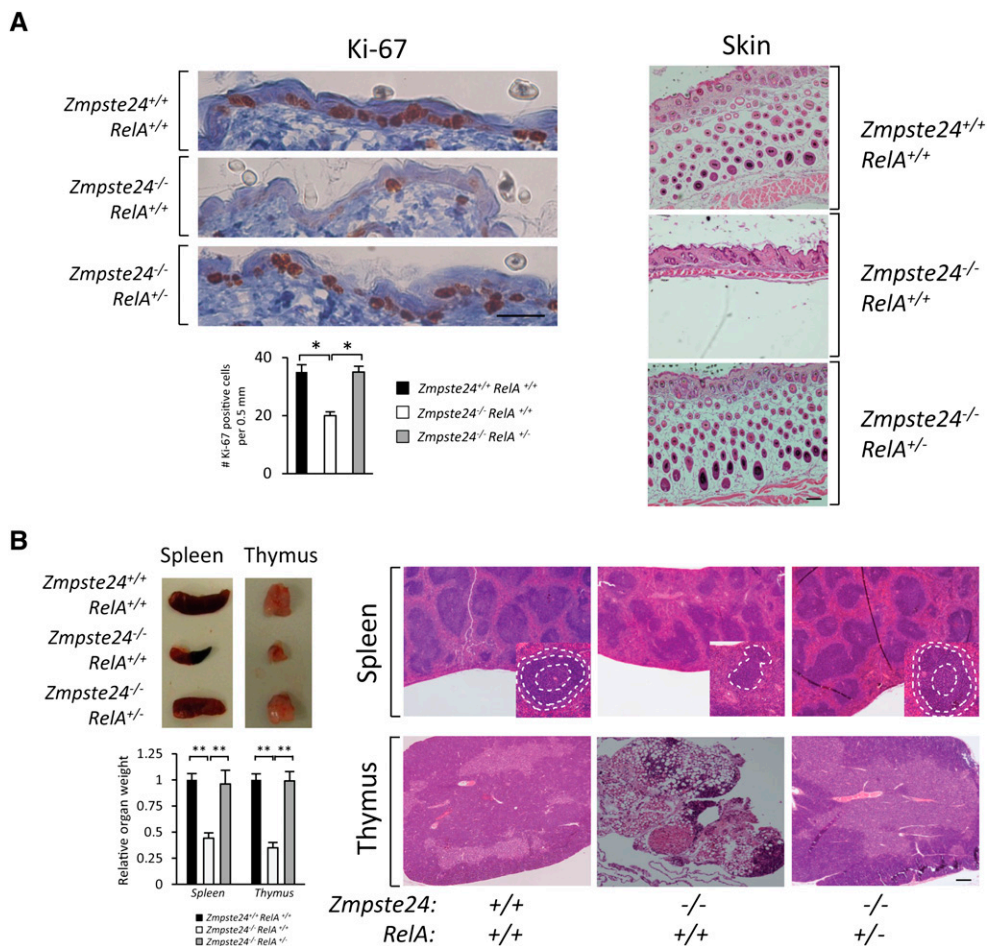 A
Ki-67
Skin
Zmpste24+/+
RelA+/+
Zmpste24-/-
RelA+/+
Zmpste24-/-
RelA+/-
Zmpste24+/+
RelA+/+
Zmpste24-/-
RelA+/+
Zmpste24-/-
RelA+/-
* *
40
20
0
# Ki-67 positive cells
per 0.5 mm
Zmpste24+/+ RelA +/+
Zmpste24-/- RelA +/+
Zmpste24-/- RelA +/-
B
Spleen Thymus
Zmpste24+/+
RelA+/+
Zmpste24-/-
RelA+/+
Zmpste24-/-
RelA+/-
** ** ** **
1.25
1
0.75
0.5
0.25
0
Relative organ weight
Spleen Thymus
Zmpste24+/+ RelA +/+
Zmpste24-/- RelA +/+
Zmpste24-/- RelA +/-
Spleen
Thymus
Zmpste24: +/+ -/- -/-
RelA: +/+ +/+ +/-